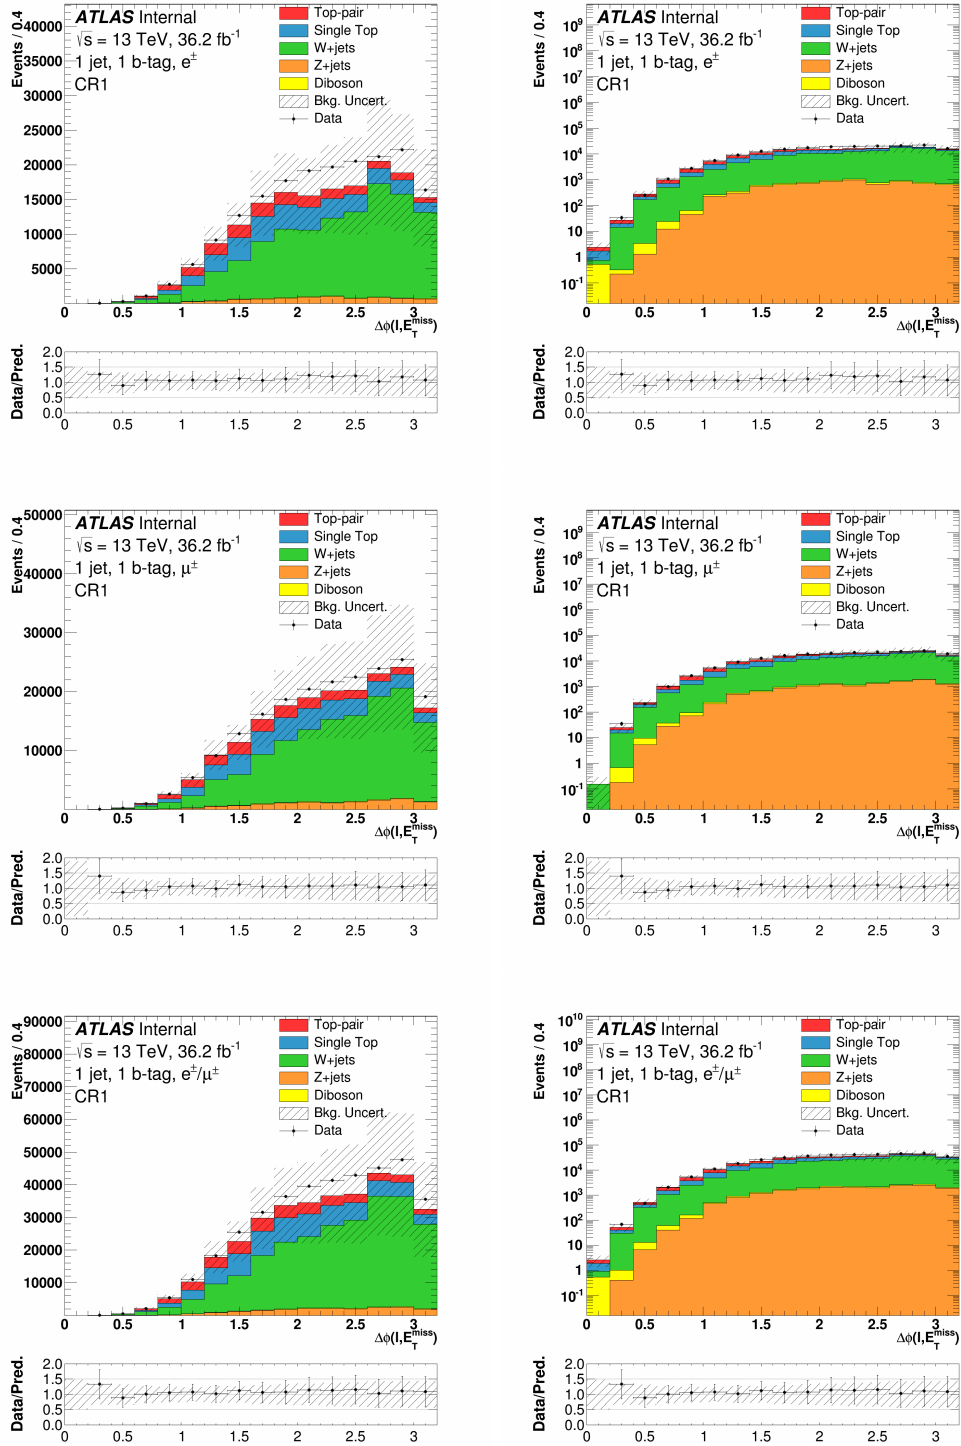 Events / 0.4
40000
35000
30000
25000
20000
15000
10000
5000
ATLAS Internal
√s = 13 TeV, 36.2 fb⁻¹
1 jet, 1 b-tag, e±
CR1
Top-pair
Single Top
W+jets
Z+jets
Diboson
Bkg. Uncert.
Data
0 0.5 1 1.5 2 2.5 3
Δϕ(l,E_T^miss)
Data/Pred.
2.0
1.5
1.0
0.5
0.0
0 0.5 1 1.5 2 2.5 3
Events / 0.4
10⁹
10⁸
10⁷
10⁶
10⁵
10⁴
10³
10²
10
1
10⁻¹
ATLAS Internal
√s = 13 TeV, 36.2 fb⁻¹
1 jet, 1 b-tag, e±
CR1
Top-pair
Single Top
W+jets
Z+jets
Diboson
Bkg. Uncert.
Data
0 0.5 1 1.5 2 2.5 3
Δϕ(l,E_T^miss)
Data/Pred.
2.0
1.5
1.0
0.5
0.0
0 0.5 1 1.5 2 2.5 3
Events / 0.4
50000
40000
30000
20000
10000
ATLAS Internal
√s = 13 TeV, 36.2 fb⁻¹
1 jet, 1 b-tag, μ±
CR1
Top-pair
Single Top
W+jets
Z+jets
Diboson
Bkg. Uncert.
Data
0 0.5 1 1.5 2 2.5 3
Δϕ(l,E_T^miss)
Data/Pred.
2.0
1.5
1.0
0.5
0.0
0 0.5 1 1.5 2 2.5 3
Events / 0.4
10⁹
10⁸
10⁷
10⁶
10⁵
10⁴
10³
10²
10
1
10⁻¹
ATLAS Internal
√s = 13 TeV, 36.2 fb⁻¹
1 jet, 1 b-tag, μ±
CR1
Top-pair
Single Top
W+jets
Z+jets
Diboson
Bkg. Uncert.
Data
0 0.5 1 1.5 2 2.5 3
Δϕ(l,E_T^miss)
Data/Pred.
2.0
1.5
1.0
0.5
0.0
0 0.5 1 1.5 2 2.5 3
Events / 0.4
90000
80000
70000
60000
50000
40000
30000
20000
10000
ATLAS Internal
√s = 13 TeV, 36.2 fb⁻¹
1 jet, 1 b-tag, e±/μ±
CR1
Top-pair
Single Top
W+jets
Z+jets
Diboson
Bkg. Uncert.
Data
0 0.5 1 1.5 2 2.5 3
Δϕ(l,E_T^miss)
Data/Pred.
2.0
1.5
1.0
0.5
0.0
0 0.5 1 1.5 2 2.5 3
Events / 0.4
10¹⁰
10⁹
10⁸
10⁷
10⁶
10⁵
10⁴
10³
10²
10
1
10⁻¹
ATLAS Internal
√s = 13 TeV, 36.2 fb⁻¹
1 jet, 1 b-tag, e±/μ±
CR1
Top-pair
Single Top
W+jets
Z+jets
Diboson
Bkg. Uncert.
Data
0 0.5 1 1.5 2 2.5 3
Δϕ(l,E_T^miss)
Data/Pred.
2.0
1.5
1.0
0.5
0.0
0 0.5 1 1.5 2 2.5 3